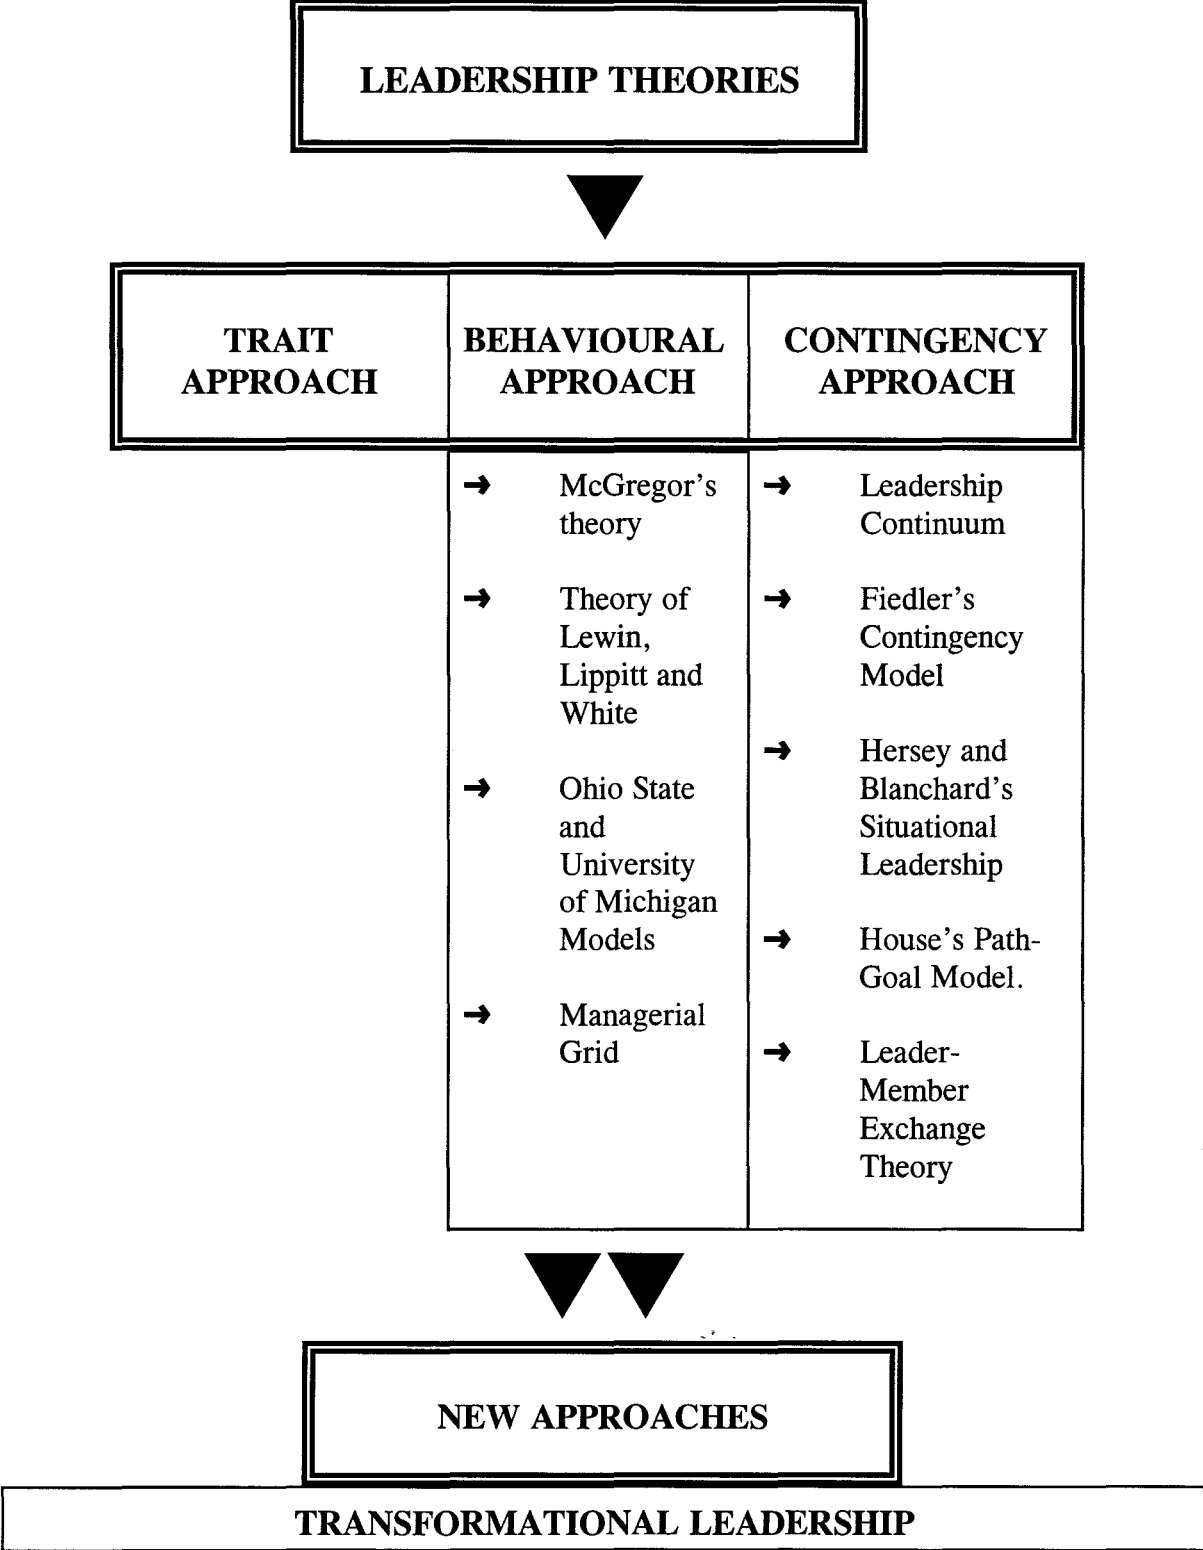 LEADERSHIP THEORIES
TRAIT
APPROACH
BEHAVIOURAL
APPROACH
CONTINGENCY
APPROACH
McGregor's
theory
Theory of
Lewin,
Lippitt and
White
Ohio State
and
University
of Michigan
Models
Managerial
Grid
Leadership
Continuum
Fiedler's
Contingency
Model
Hersey and
Blanchard's
Situational
Leadership
House's Path-
Goal Model.
Leader-
Member
Exchange
Theory
NEW APPROACHES
TRANSFORMATIONAL LEADERSHIP